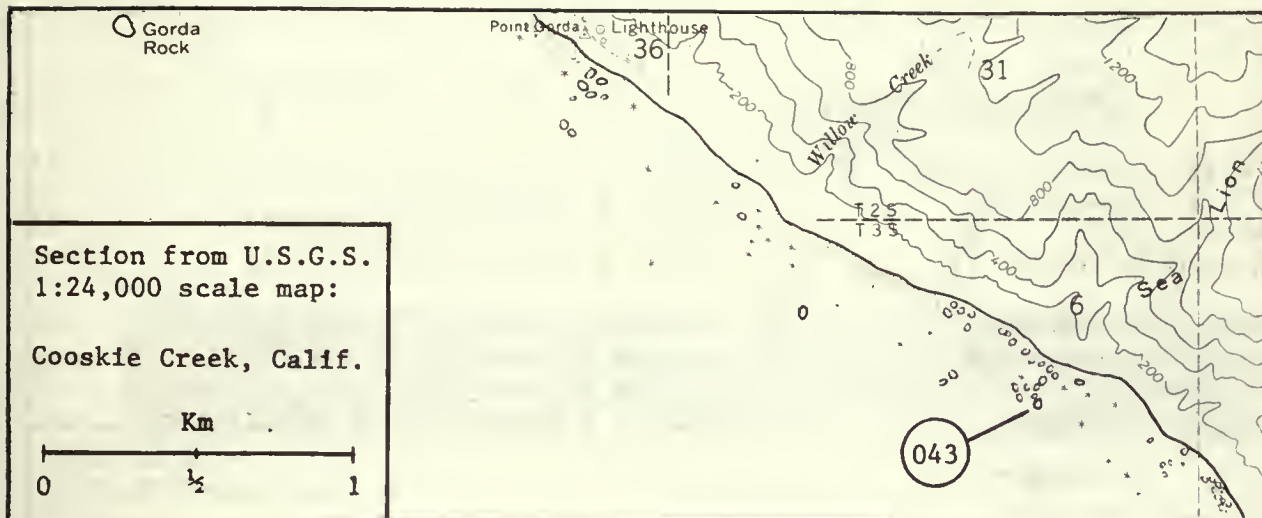 Gorda
Rock
Point Gorda
Lighthouse
36
31
1200
800
Creek
Willow
200
Lion
800
T 2 S
T 3 S
400
Sea
6
200
043
Section from U.S.G.S.
1:24,000 scale map:
Cooskie Creek, Calif.
Km
0
½
1